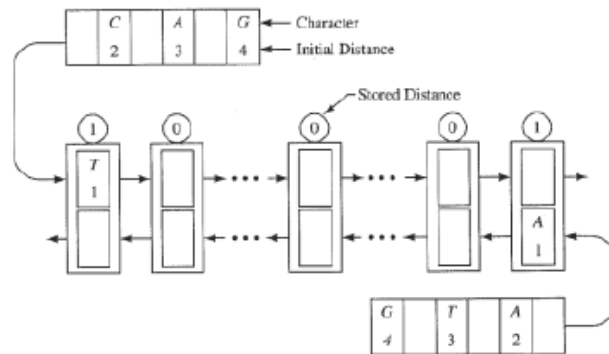 C A G Character
2 3 4 Initial Distance
Stored Distance
1 0 0 0 1
T
1
A
1
G T A
4 3 2